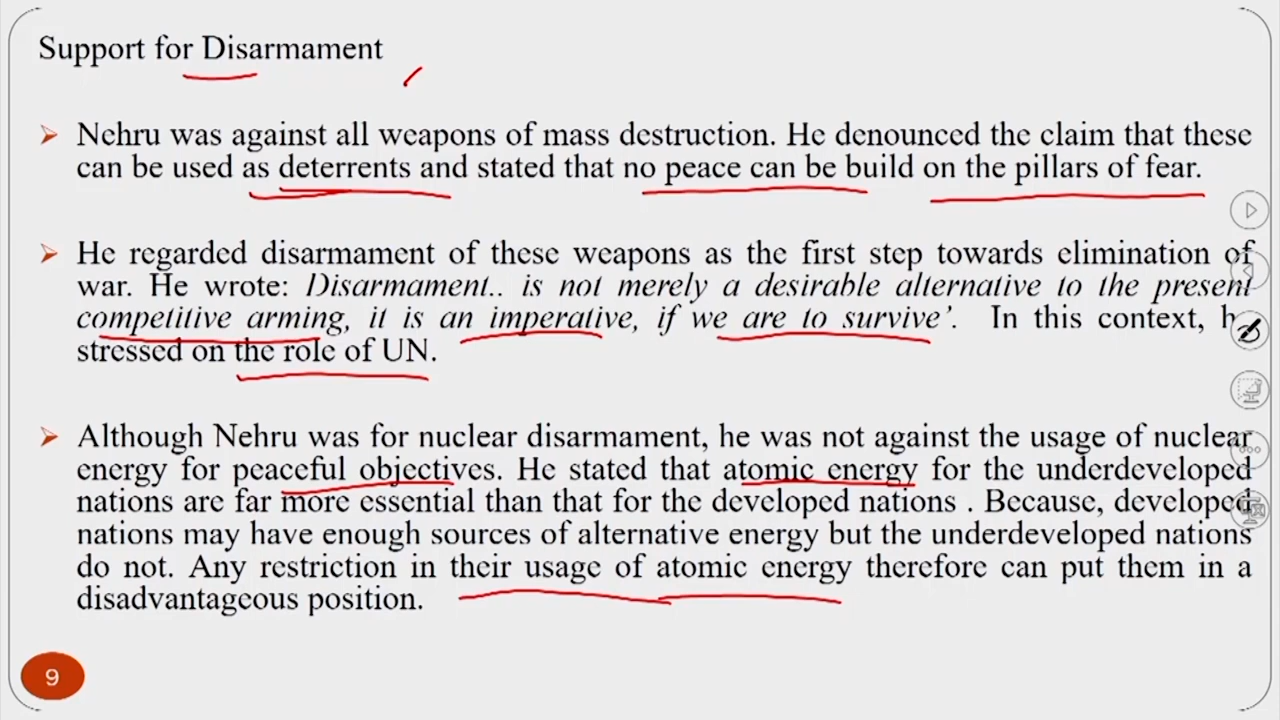 Support for Disarmament
Nehru was against all weapons of mass destruction. He denounced the claim that these
can be used as deterrents and stated that no peace can be build on the pillars of fear.
He regarded disarmament of these weapons as the first step towards elimination of
war. He wrote: Disarmament.. is not merely a desirable alternative to the present
competitive arming, it is an imperative, if we are to survive’. In this context,
stressed on the role of UN.
Although Nehru was for nuclear disarmament, he was not against the usage of nuclear
energy for peaceful objectives. He stated that atomic energy for the underdeveloped
nations are far more essential than that for the developed nations . Because, developed
nations may have enough sources of alternative energy but the underdeveloped nations
do not. Any restriction in their usage of atomic energy therefore can put them in a
disadvantageous position.
9